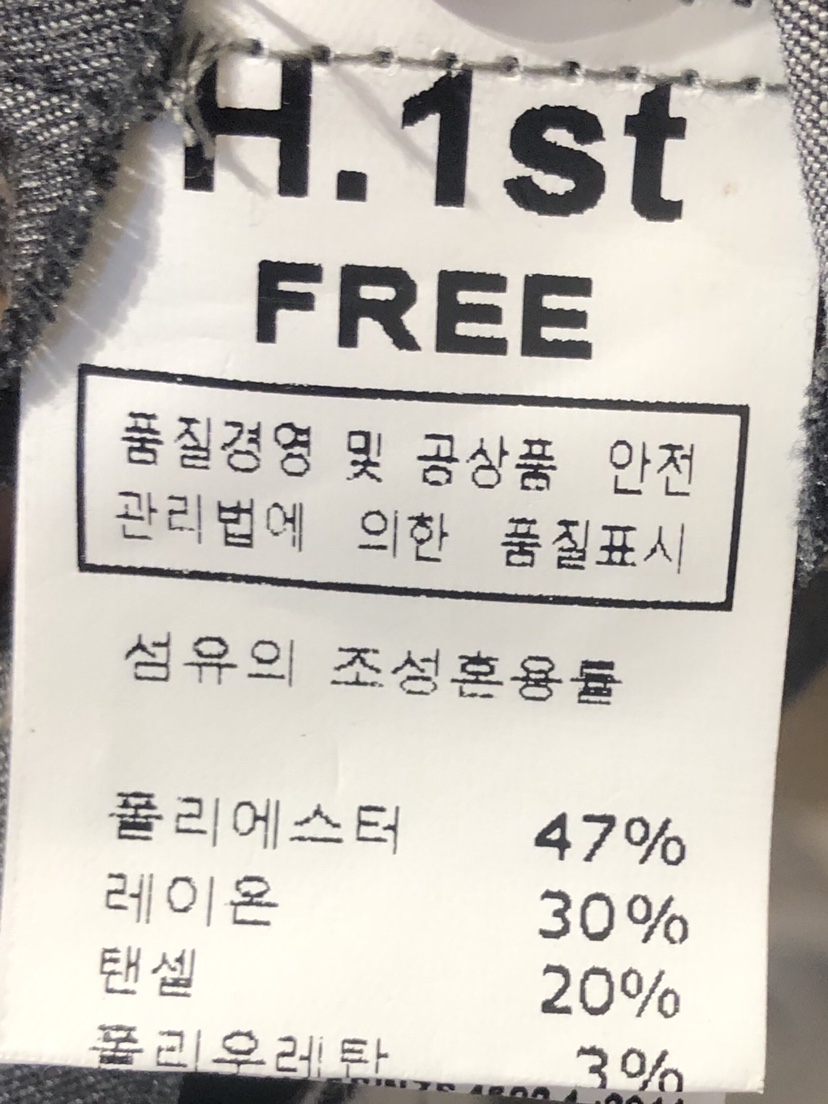 H.1st
FREE
품질경영 및 공상품 안전
관리법에 의한 품질표시
섬유의 조성혼용률
폴리에스터 47%
레이온 30%
탠셀 20%
폴리우레탄 3%